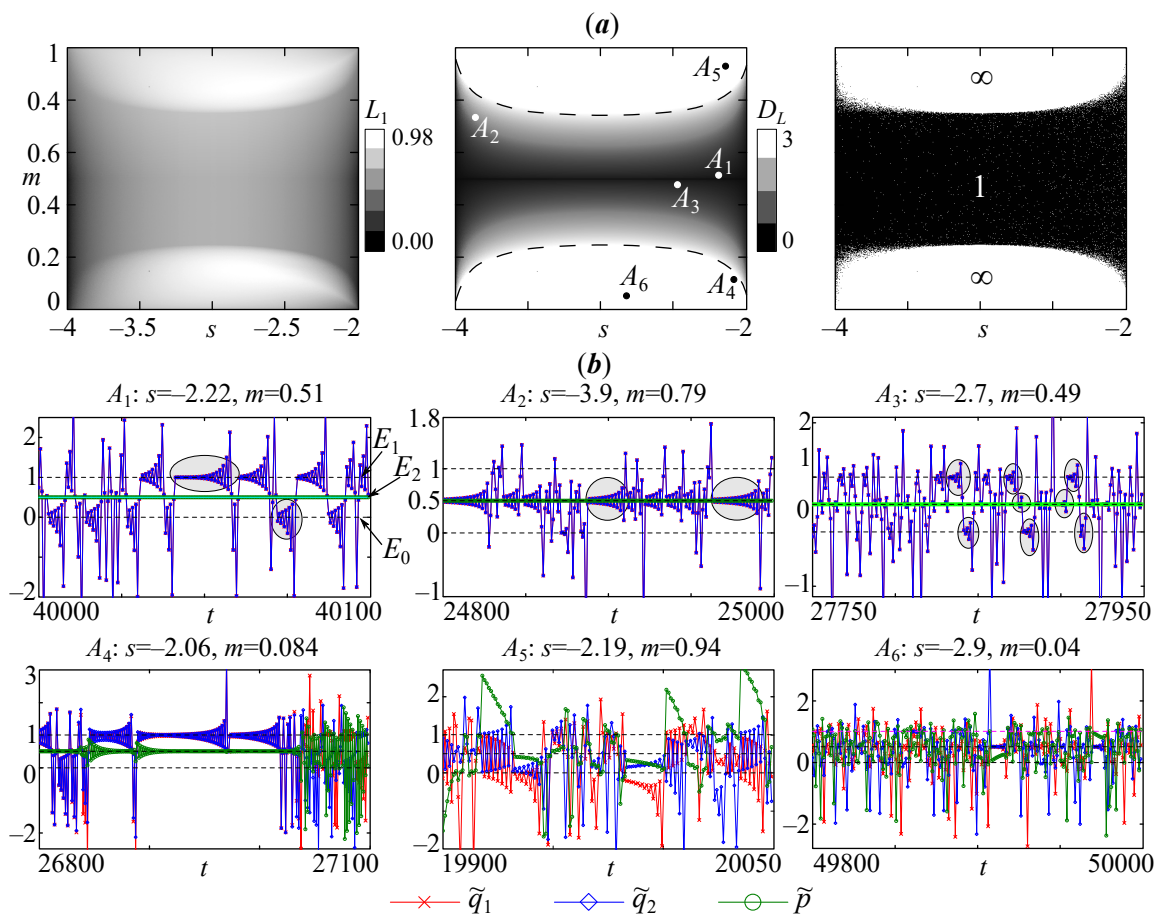 (a)
1
0.4
0.6
m
0.4
0.2
0
−4
−3.5
s
−2.5
−2
L1
0.98
0.00
A5
A2
A1
A3
A6
A4
−4
s
−2
DL
3
0
∞
1
∞
−4
s
−2
(b)
A1: s=−2.22, m=0.51
2
1
0
−2
40000
t
40100
E1
E2
E0
A2: s=−3.9, m=0.79
1.8
0.5
0
−1
24800
t
25000
A3: s=−2.7, m=0.49
2
0
−1
27750
t
27950
A4: s=−2.06, m=0.084
3
1
0
−2
26800
t
27100
A5: s=−2.19, m=0.94
2
1
0
−2
19900
t
20050
A6: s=−2.9, m=0.04
2
1
0
−2
49800
t
50000
q̃1
q̃2
p̃